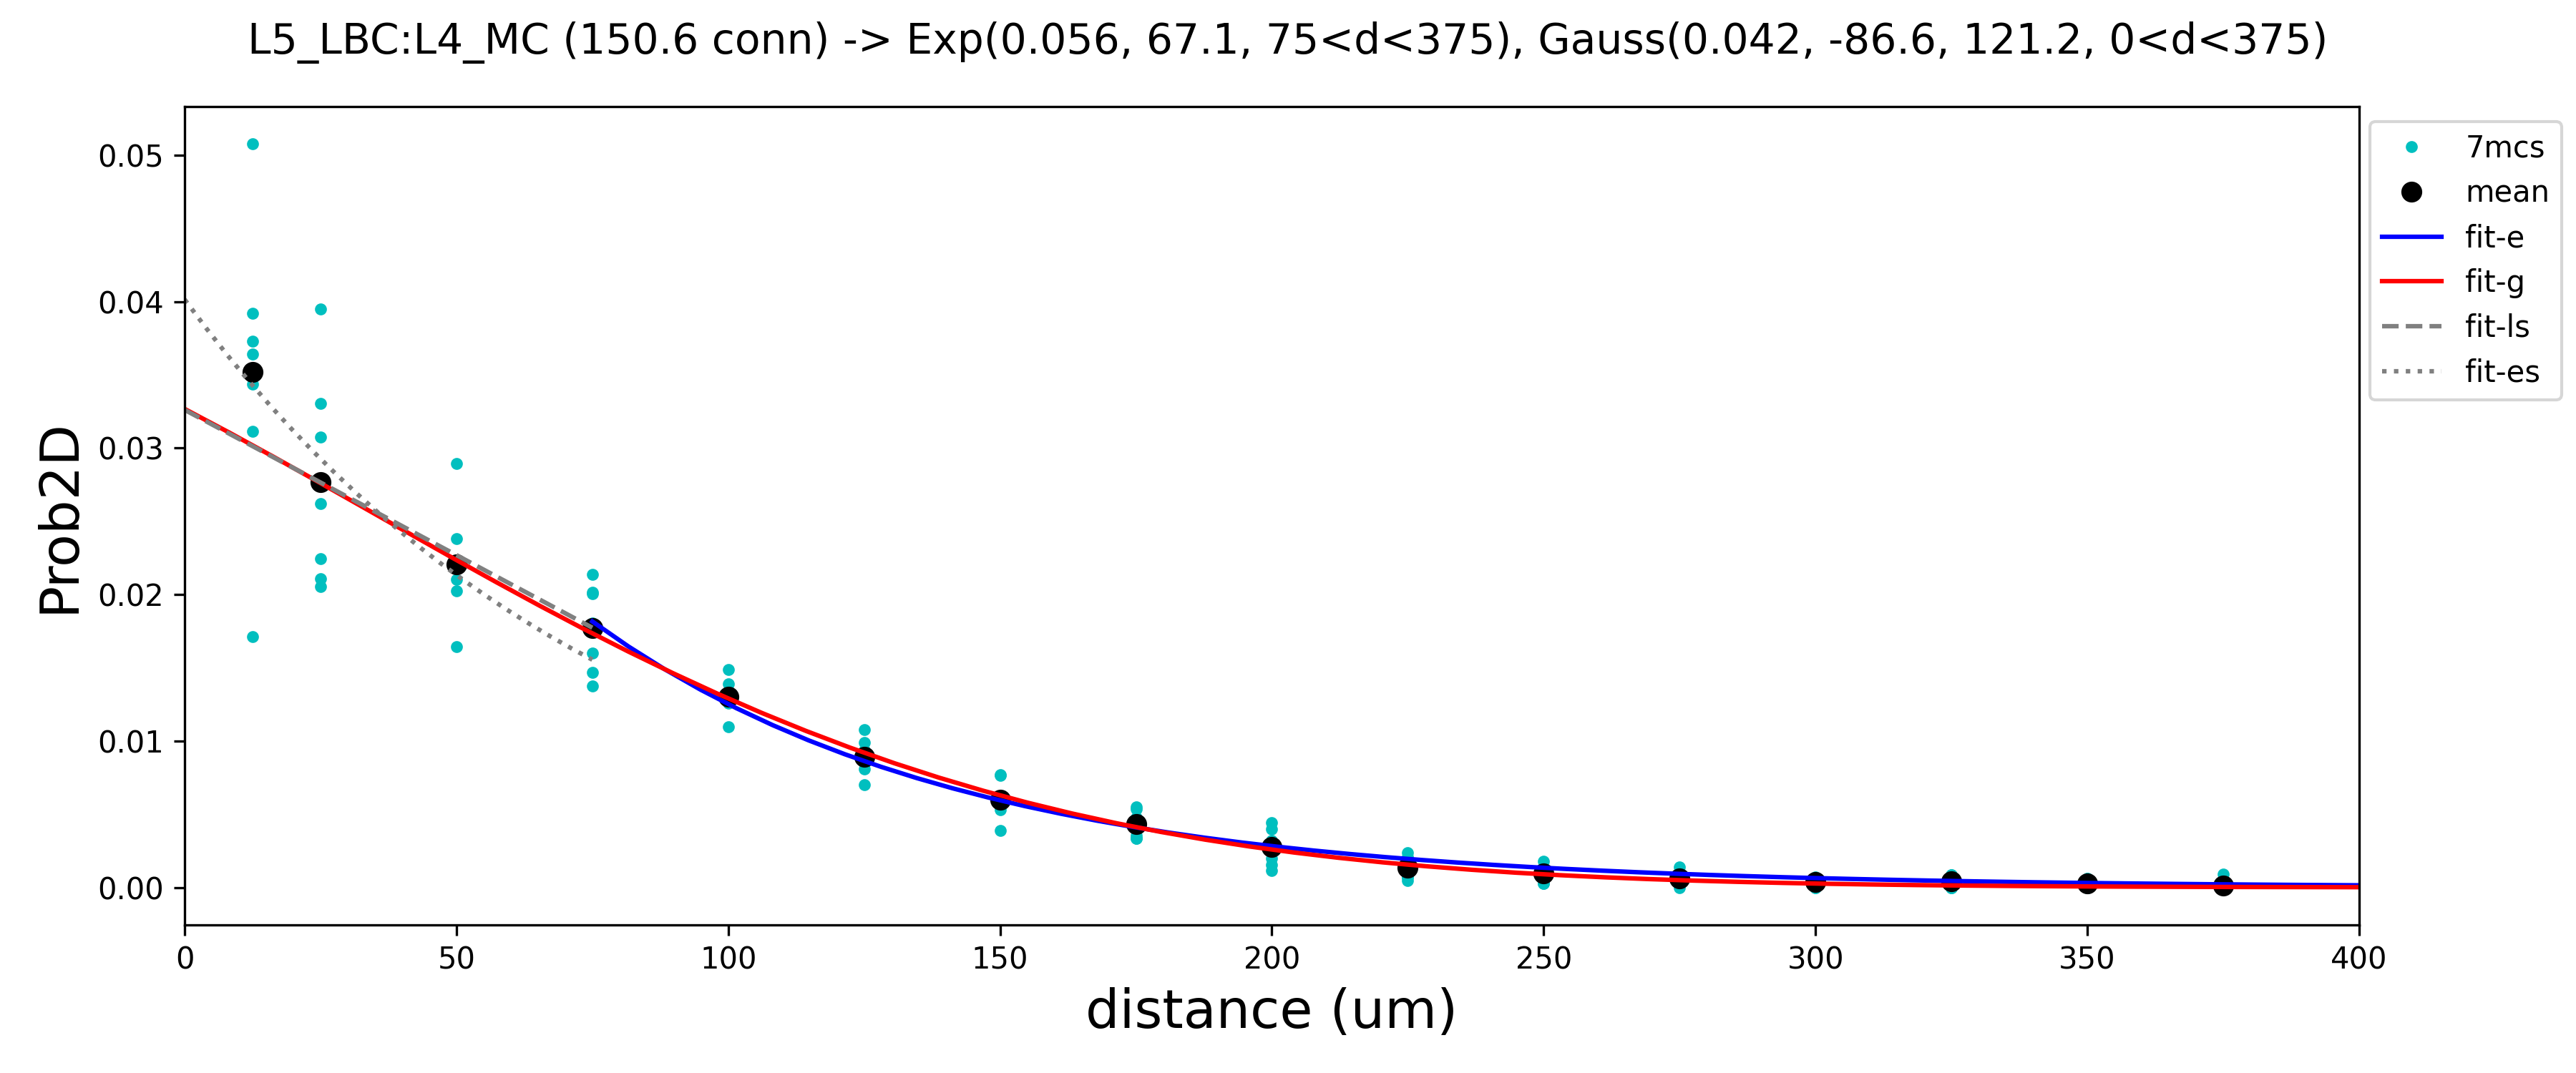 L5_LBC:L4_MC (150.6 conn) -> Exp(0.056, 67.1, 75<d<375), Gauss(0.042, -86.6, 121.2, 0<d<375)
0.05
0.04
0.03
0.02
0.01
0.00
Prob2D
0 50 100 150 200 250 300 350 400
distance (um)
7mcs
mean
fit-e
fit-g
fit-ls
fit-es